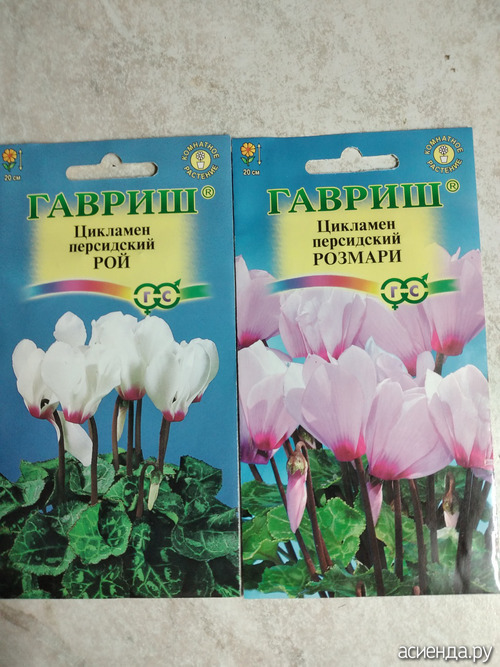 20 см
КОМНАТНОЕ
РАСТЕНИЕ
ГАВРИШ®
Цикламен
персидский
РОЙ
Г С
20 см
КОМНАТНОЕ
РАСТЕНИЕ
ГАВРИШ®
Цикламен
персидский
РОЗМАРИ
Г С
асиенда.ру